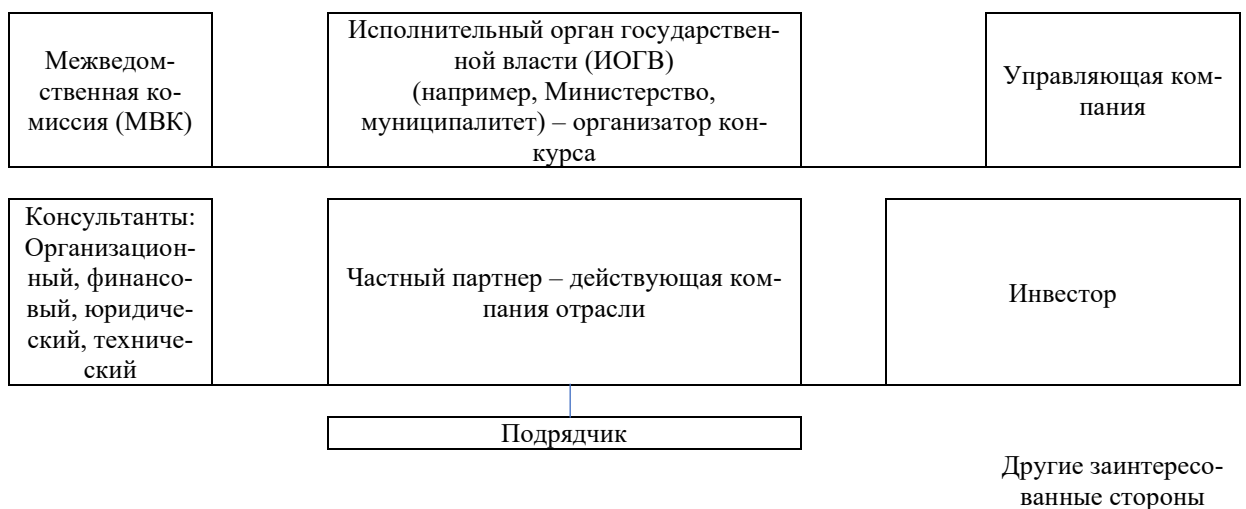 Межведом-
ственная ко-
миссия (МВК)
Исполнительный орган государствен-
ной власти (ИОГВ)
(например, Министерство,
муниципалитет) – организатор кон-
курса
Управляющая ком-
пания
Консультанты:
Организацион-
ный, финансо-
вый, юридиче-
ский, техниче-
ский
Частный партнер – действующая ком-
пания отрасли
Инвестор
Подрядчик
Другие заинтересо-
ванные стороны